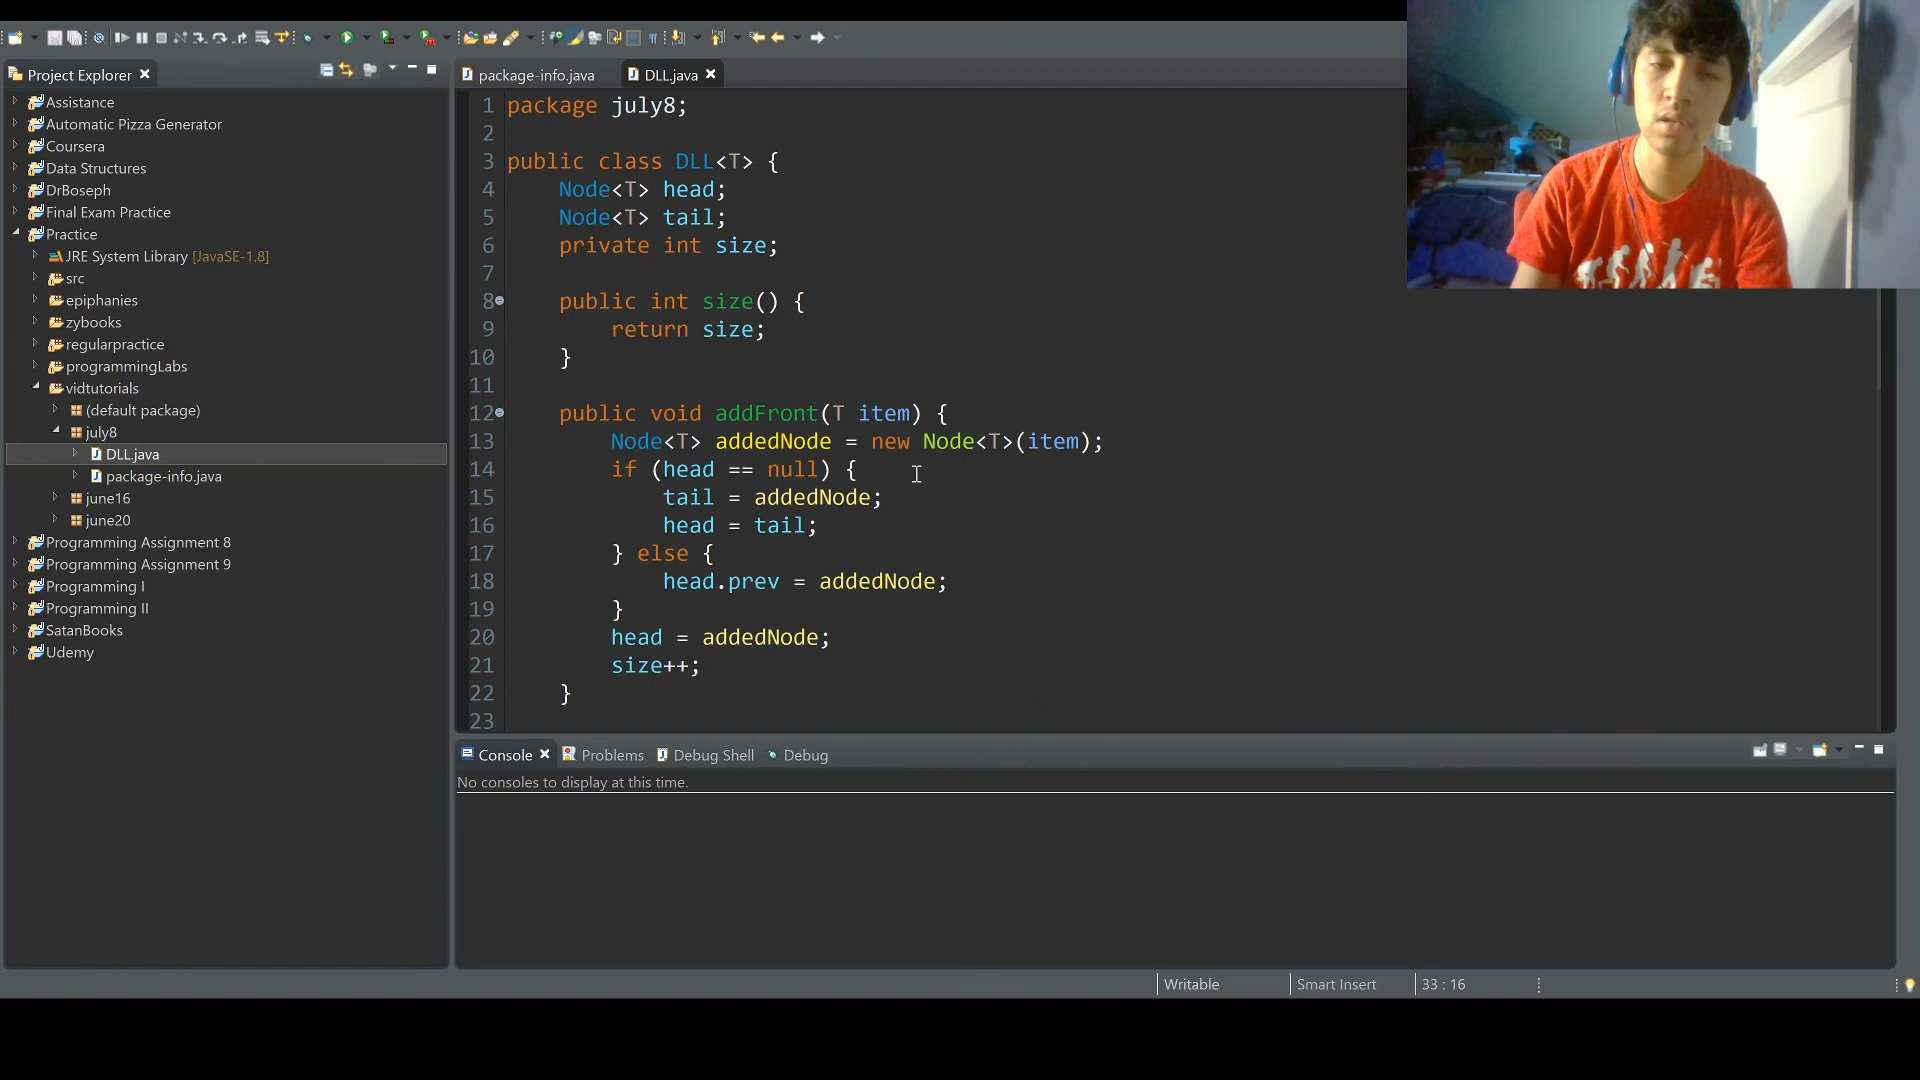 Project Explorer
Assistance
Automatic Pizza Generator
Coursera
Data Structures
DrBoseph
Final Exam Practice
Practice
JRE System Library [JavaSE-1.8]
src
epiphanies
zybooks
regularpractice
programmingLabs
vidtutorials
(default package)
july8
DLL.java
package-info.java
june16
june20
Programming Assignment 8
Programming Assignment 9
Programming I
Programming II
SatanBooks
Udemy
package-info.java DLL.java
1 package july8;
2
3 public class DLL<T> {
4 Node<T> head;
5 Node<T> tail;
6 private int size;
7
8 public int size() {
9 return size;
10 }
11
12 public void addFront(T item) {
13 Node<T> addedNode = new Node<T>(item);
14 if (head == null) {
15 tail = addedNode;
16 head = tail;
17 } else {
18 head.prev = addedNode;
19 }
20 head = addedNode;
21 size++;
22 }
23
Console Problems Debug Shell Debug
No consoles to display at this time.
Writable Smart Insert 33 : 16